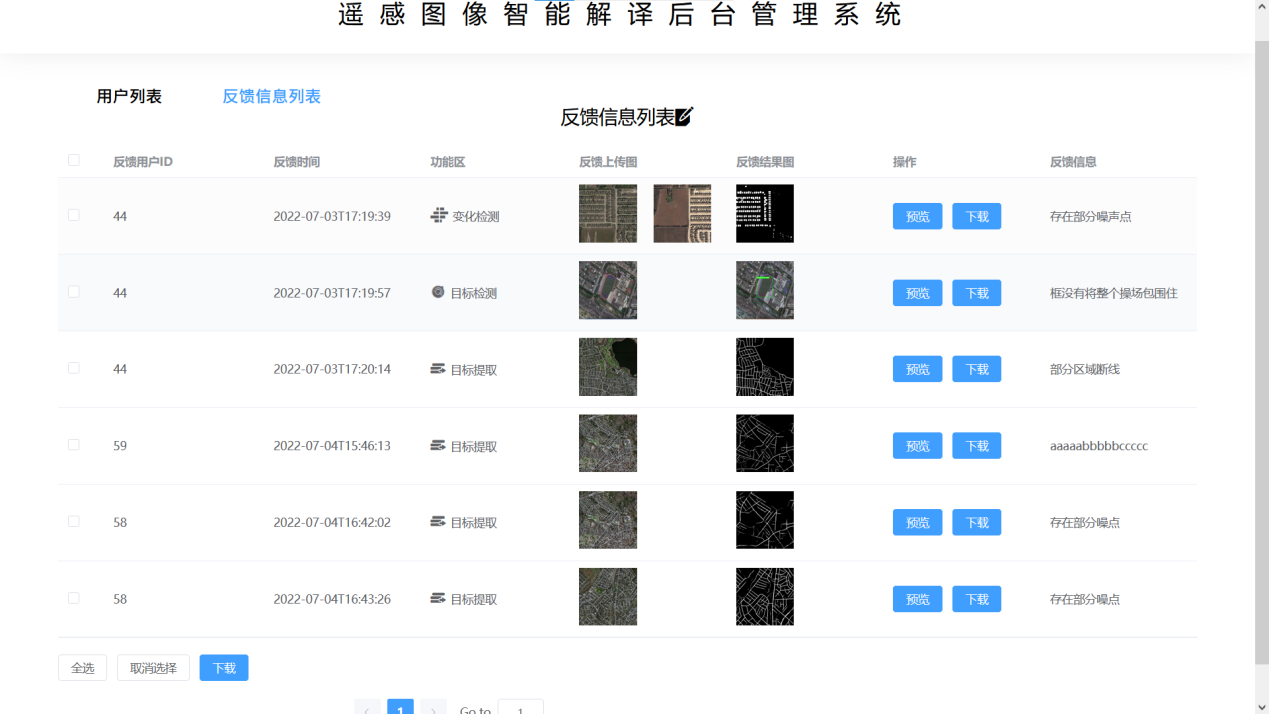 遥感图像智能解译后台管理系统
用户列表 反馈信息列表
反馈信息列表
反馈用户ID 反馈时间 功能区 反馈上传图 反馈结果图 操作 反馈信息
44 2022-07-03T17:19:39 变化检测 预览 下载 存在部分噪声点
44 2022-07-03T17:19:57 目标检测 预览 下载 框没有将整个操场包围住
44 2022-07-03T17:20:14 目标提取 预览 下载 部分区域断线
59 2022-07-04T15:46:13 目标提取 预览 下载 aaaaabbbbbccccc
58 2022-07-04T16:42:02 目标提取 预览 下载 存在部分噪点
58 2022-07-04T16:43:26 目标提取 预览 下载 存在部分噪点
全选 取消选择 下载
1 Go to 1